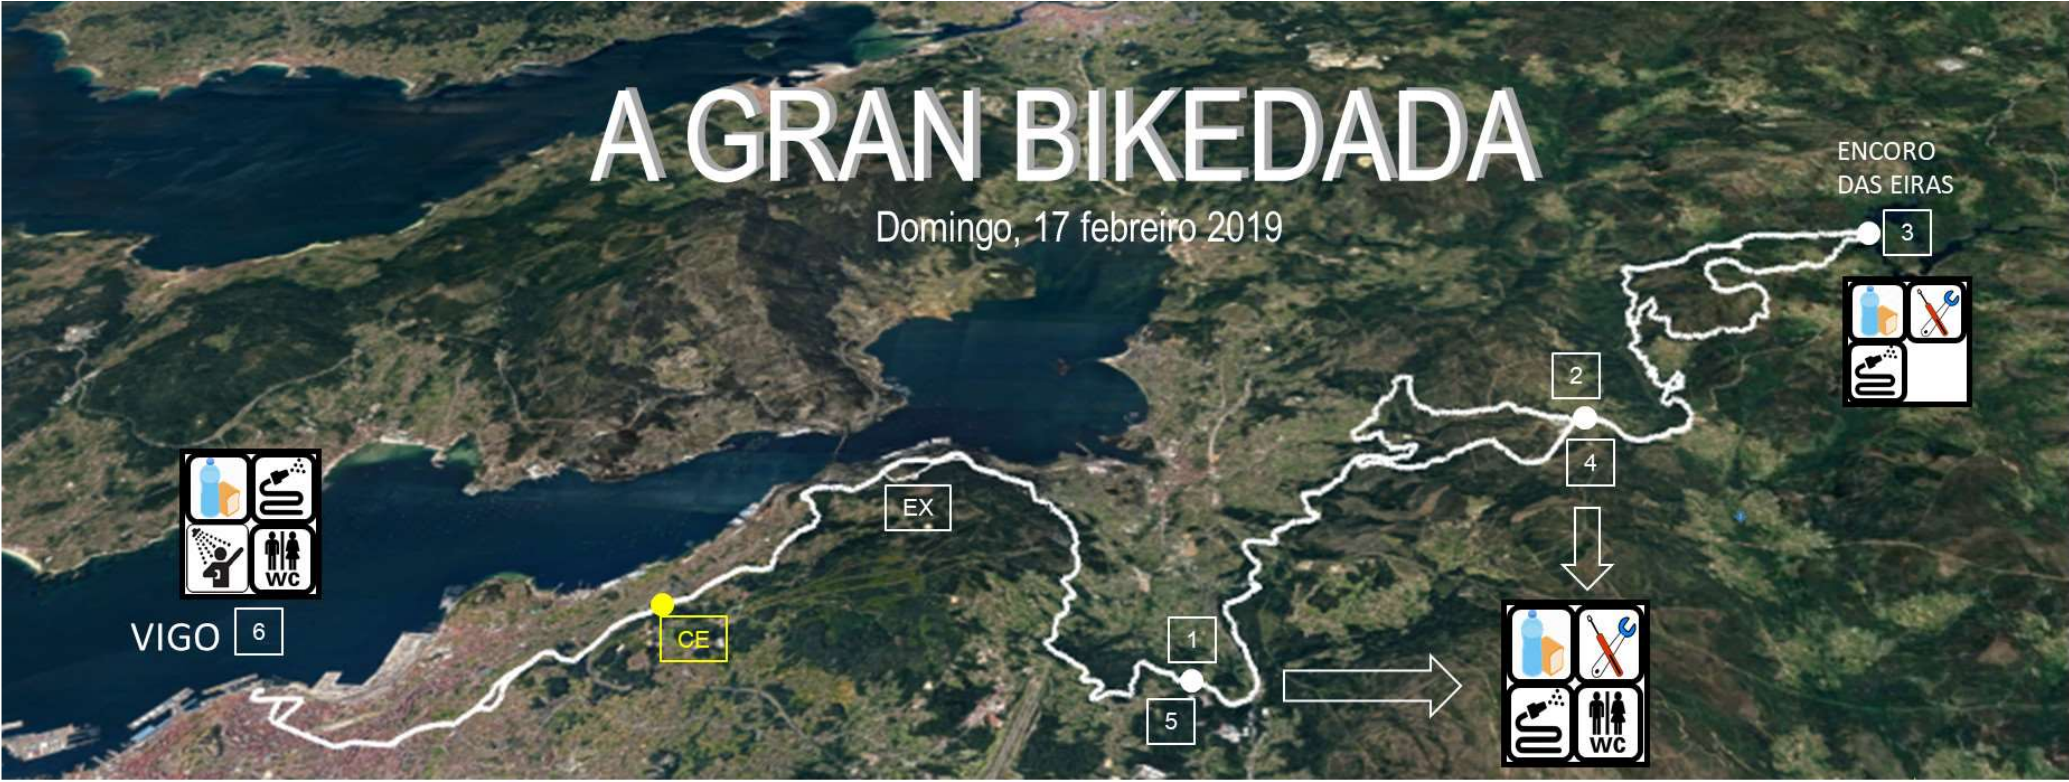 A GRAN BIKEDADA
Domingo, 17 febreiro 2019
ENCORO
DAS EIRAS
3
2
4
EX
CE
VIGO 6
WC
1
5
WC